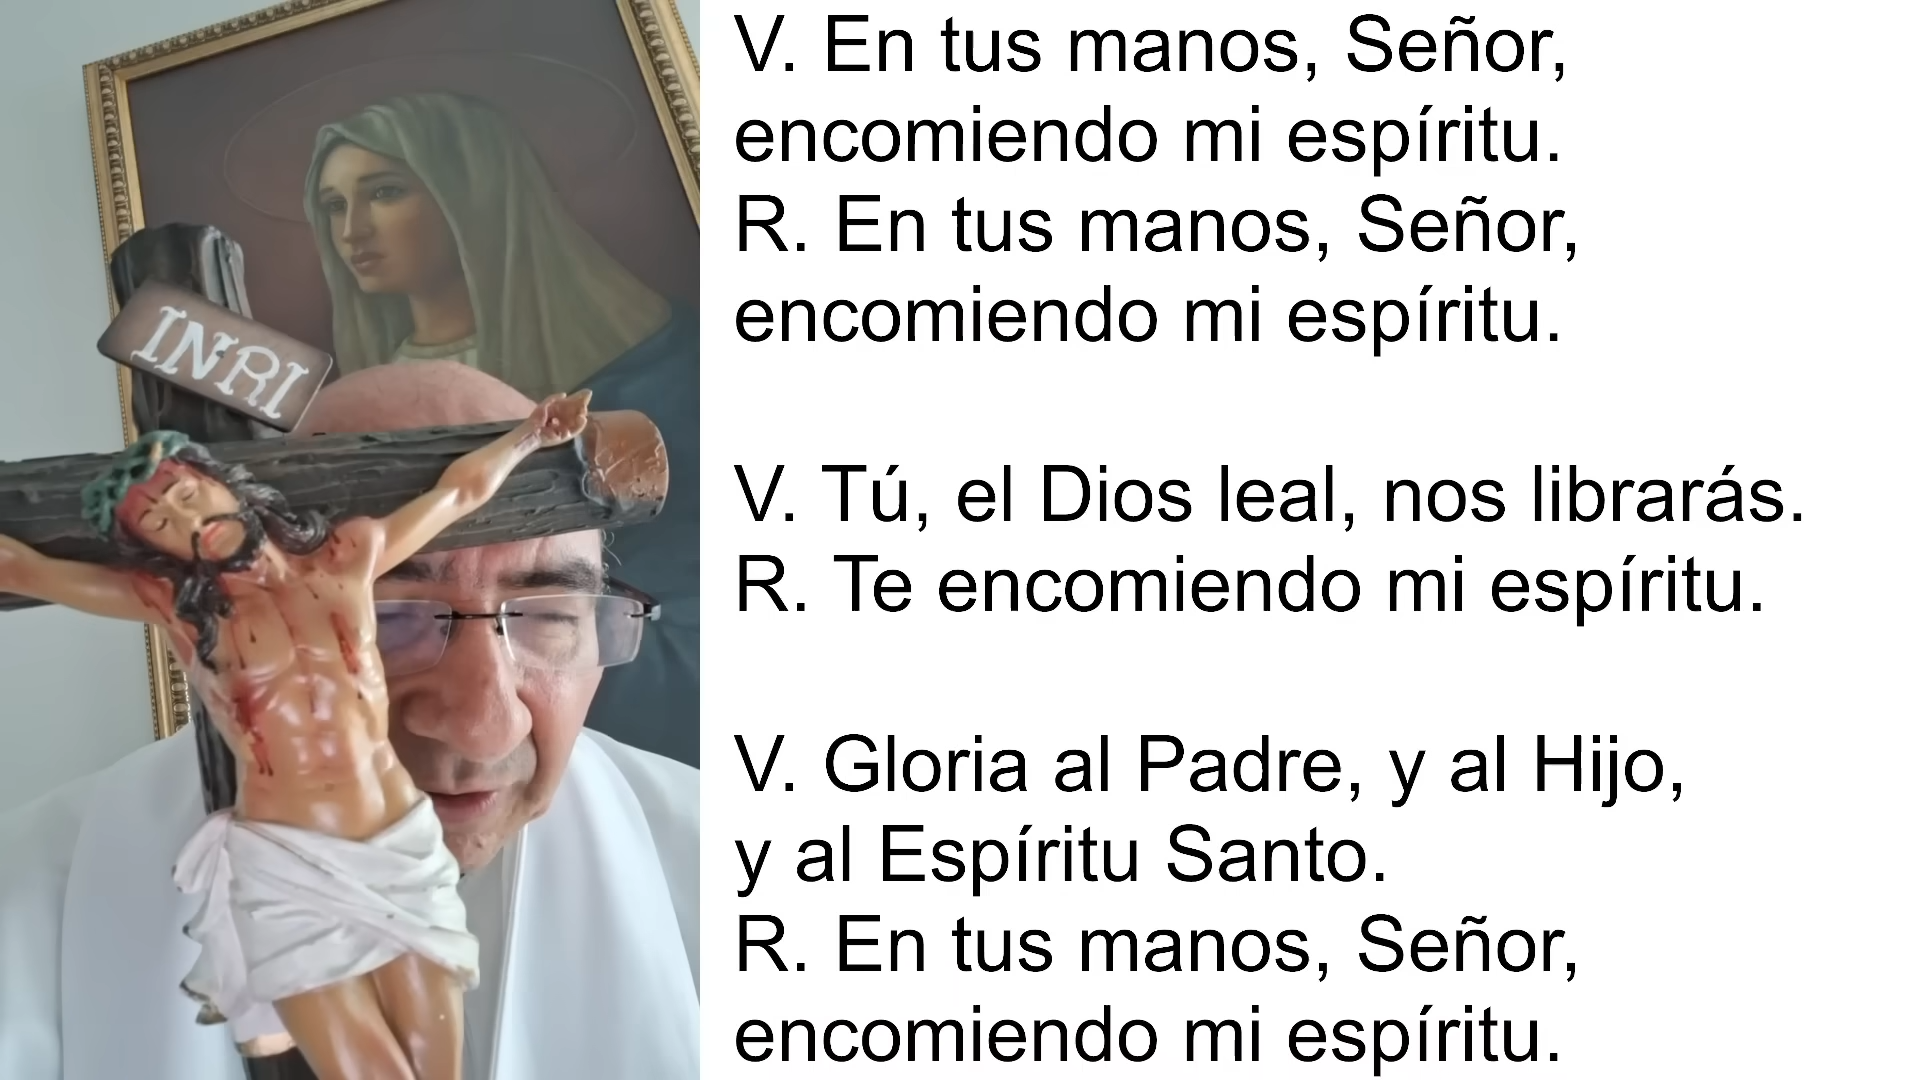 INRI
V. En tus manos, Señor,
encomiendo mi espíritu.
R. En tus manos, Señor,
encomiendo mi espíritu.
V. Tú, el Dios leal, nos librarás.
R. Te encomiendo mi espíritu.
V. Gloria al Padre, y al Hijo,
y al Espíritu Santo.
R. En tus manos, Señor,
encomiendo mi espíritu.